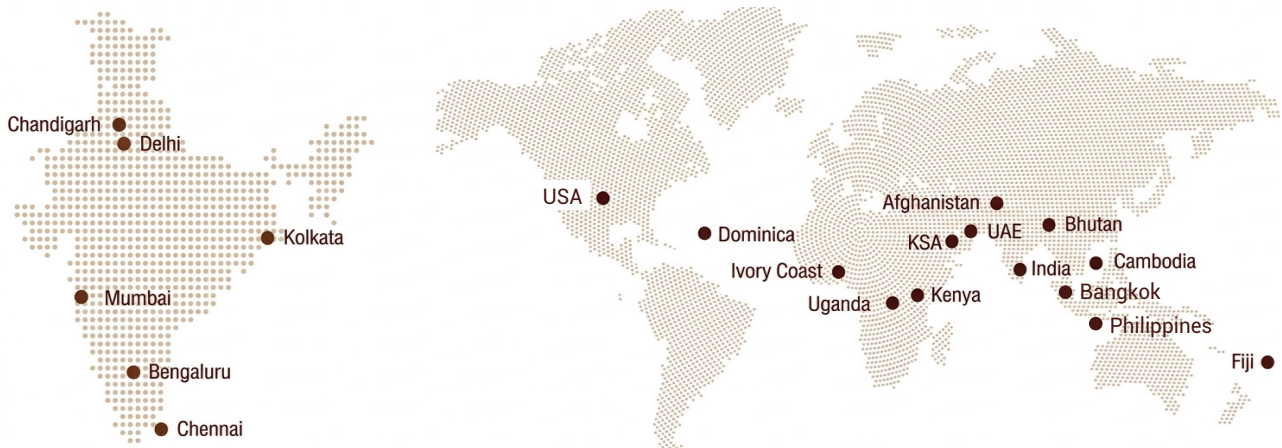 Chandigarh
Delhi
Kolkata
Mumbai
Bengaluru
Chennai
USA
Dominica
Ivory Coast
Uganda
Kenya
Afghanistan
KSA
UAE
Bhutan
India
Cambodia
Bangkok
Philippines
Fiji